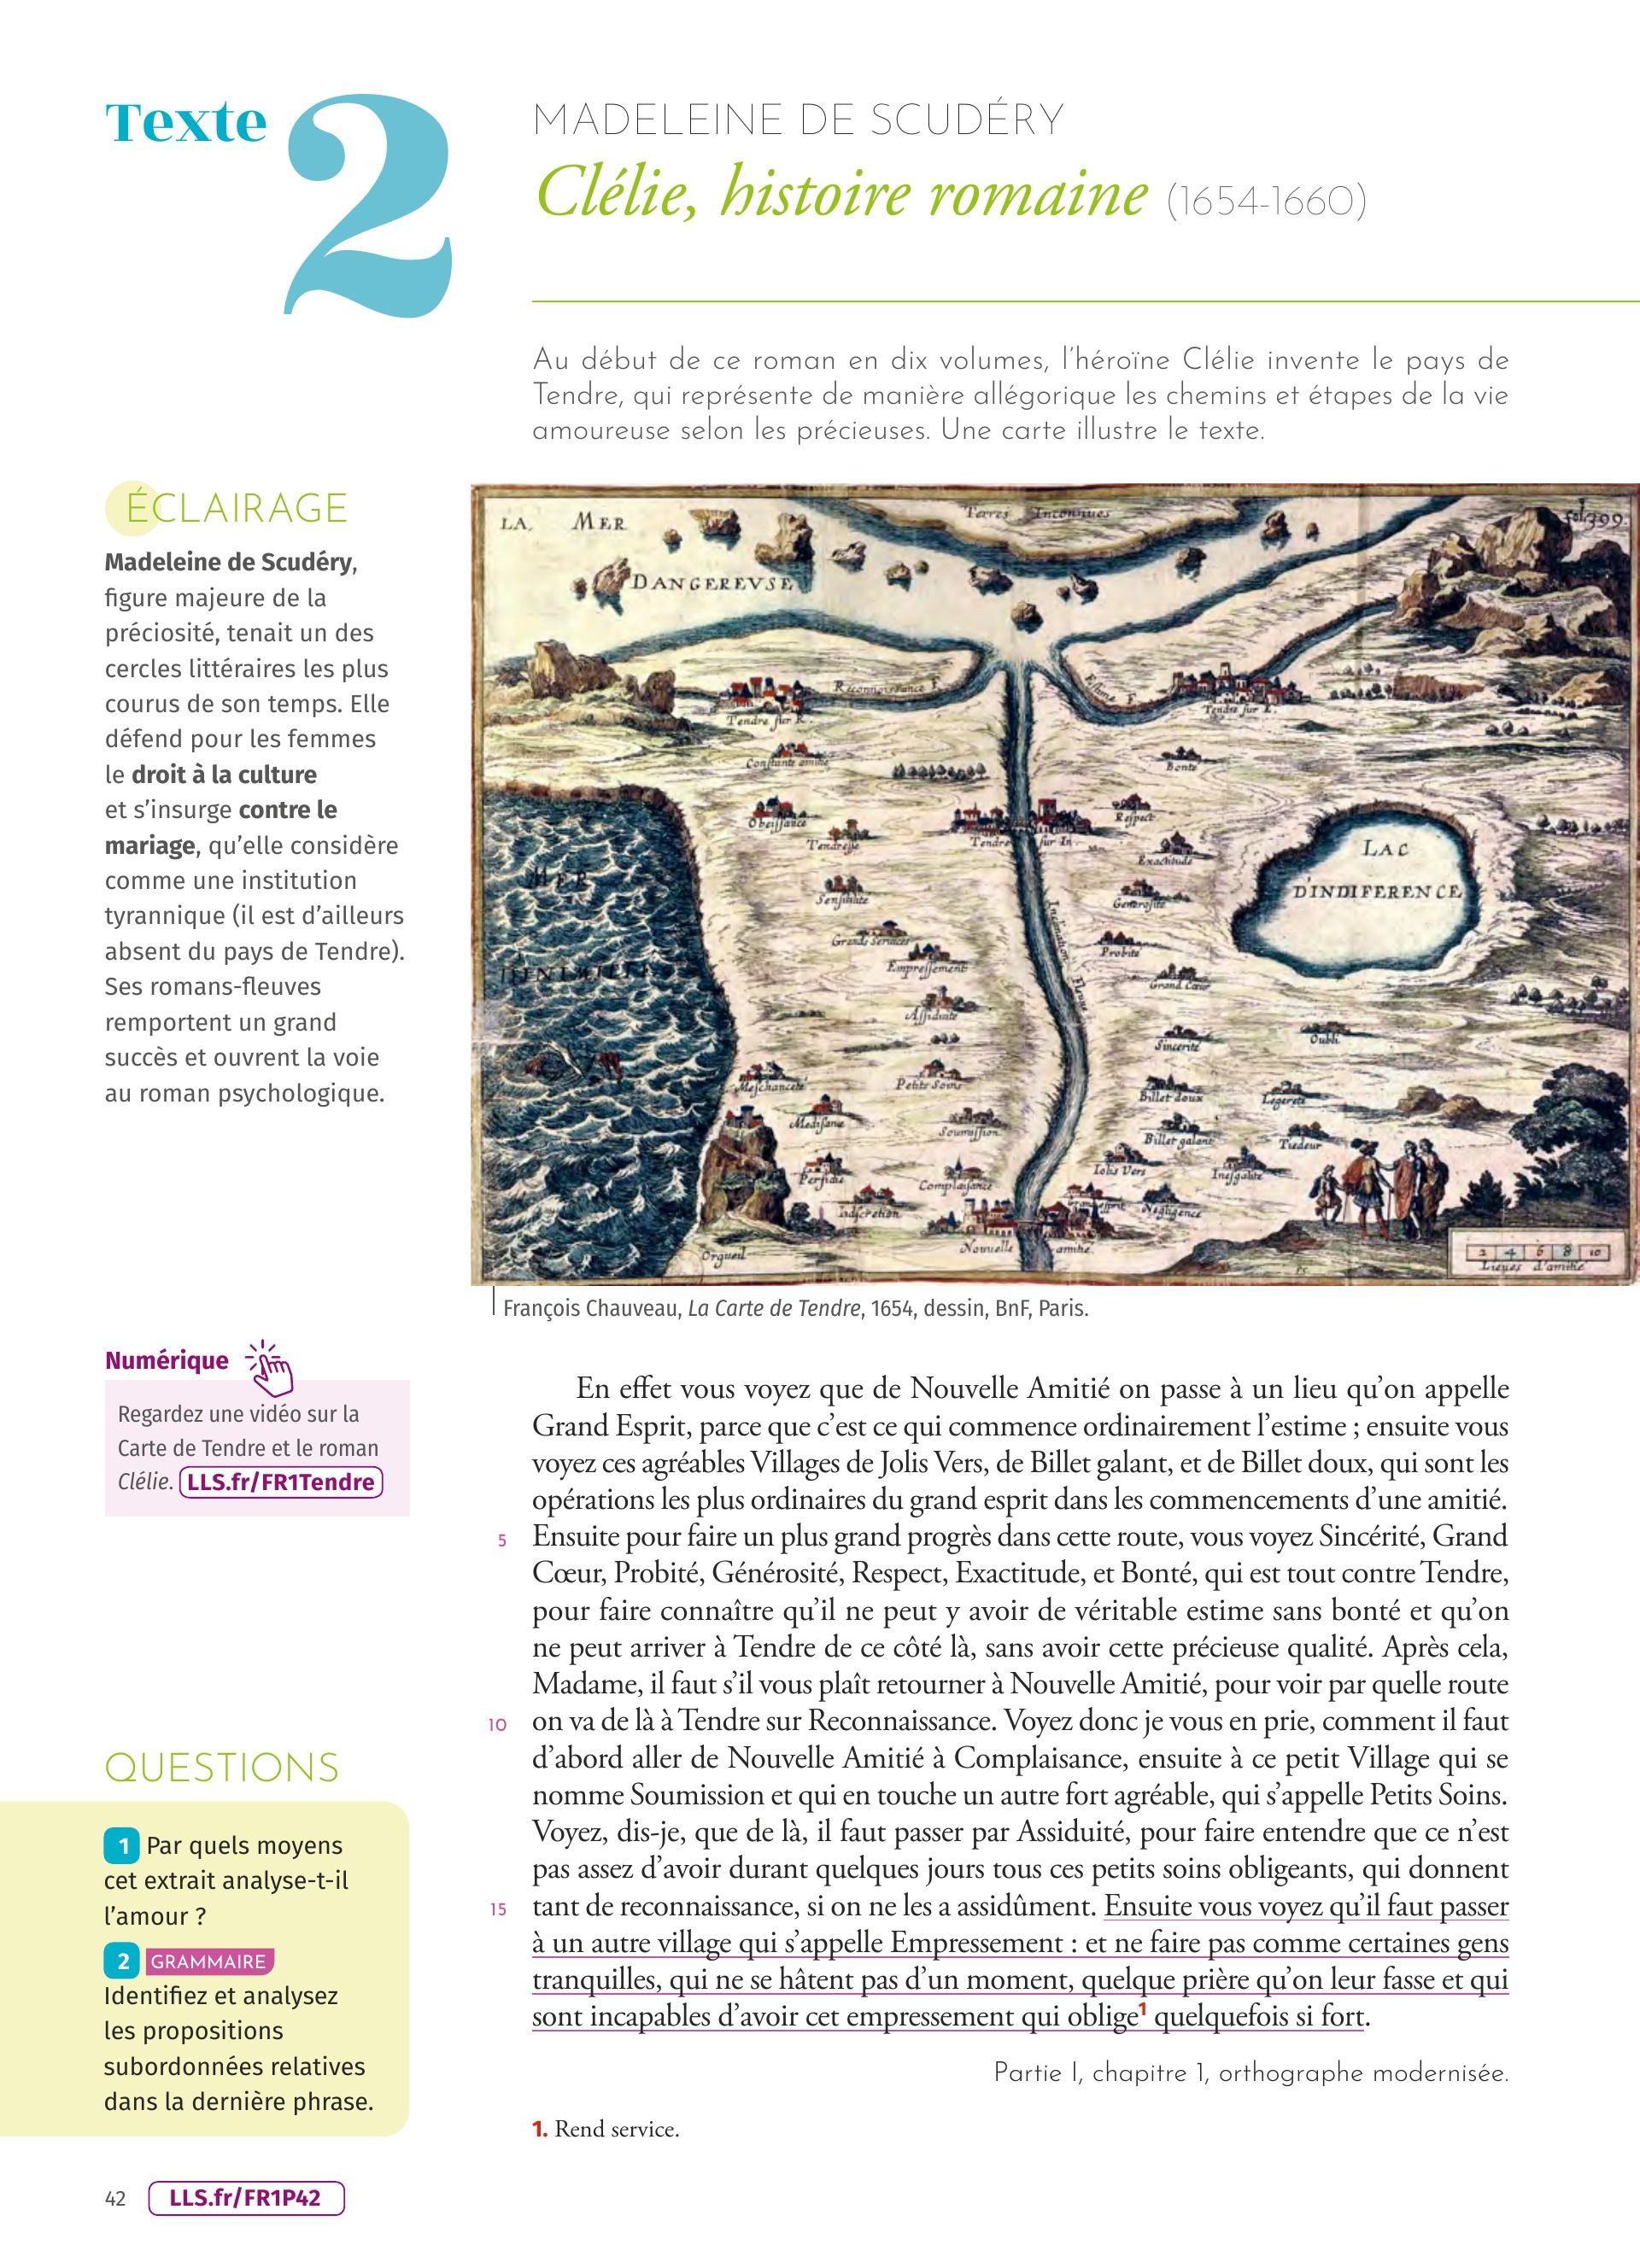 Texte 2
MADELEINE DE SCUDÉRY
Clélie, histoire romaine (1654-1660)
Au début de ce roman en dix volumes, l'héroïne Clélie invente le pays de
Tendre, qui représente de manière allégorique les chemins et étapes de la vie
amoureuse selon les précieuses. Une carte illustre le texte.
ÉCLAIRAGE
Madeleine de Scudéry,
figure majeure de la
préciosité, tenait un des
cercles littéraires les plus
courus de son temps. Elle
défend pour les femmes
le droit à la culture
et s'insurge contre le
mariage, qu'elle considère
comme une institution
tyrannique (il est d'ailleurs
absent du pays de Tendre).
Ses romans-fleuves
remportent un grand
succès et ouvrent la voie
au roman psychologique.
LA MER
DANGEREVSE
Terres Inconnues
fol 399.
Reconnoissance F.
Estime F.
Tendre sur R.
Tendre sur E.
Constante amitié
Bonté
Obeissance
Tendresse
Tendre sur In.
Respect
Exactitude
LAC
D'INDIFERENCE
MER
Sensibilité
Generosité
Inclination Fleuve
Grands Services
Probité
Empressement
Grand Cœur
Assiduité
Sincerité
Oubli
Meschanceté
Petits Soins
Billet doux
Legereté
Medisance
Soumission
Billet galant
Tiedeur
Perfidie
Complaisance
Iolis Vers
Inesgalité
Indiscretion
Grand esprit
Negligence
Orgueil
Nouuelle amitié
2 4 6 8 10
Lieues d'amitié
François Chauveau, La Carte de Tendre, 1654, dessin, BnF, Paris.
Numérique
Regardez une vidéo sur la
Carte de Tendre et le roman
Clélie. LLS.fr/FR1Tendre
En effet vous voyez que de Nouvelle Amitié on passe à un lieu qu'on appelle
Grand Esprit, parce que c'est ce qui commence ordinairement l'estime ; ensuite vous
voyez ces agréables Villages de Jolis Vers, de Billet galant, et de Billet doux, qui sont les
opérations les plus ordinaires du grand esprit dans les commencements d'une amitié.
5 Ensuite pour faire un plus grand progrès dans cette route, vous voyez Sincérité, Grand
Cœur, Probité, Générosité, Respect, Exactitude, et Bonté, qui est tout contre Tendre,
pour faire connaître qu'il ne peut y avoir de véritable estime sans bonté et qu'on
ne peut arriver à Tendre de ce côté là, sans avoir cette précieuse qualité. Après cela,
Madame, il faut s'il vous plaît retourner à Nouvelle Amitié, pour voir par quelle route
10 on va de là à Tendre sur Reconnaissance. Voyez donc je vous en prie, comment il faut
d'abord aller de Nouvelle Amitié à Complaisance, ensuite à ce petit Village qui se
nomme Soumission et qui en touche un autre fort agréable, qui s'appelle Petits Soins.
Voyez, dis-je, que de là, il faut passer par Assiduité, pour faire entendre que ce n'est
pas assez d'avoir durant quelques jours tous ces petits soins obligeants, qui donnent
15 tant de reconnaissance, si on ne les a assidûment. Ensuite vous voyez qu'il faut passer
à un autre village qui s'appelle Empressement : et ne faire pas comme certaines gens
tranquilles, qui ne se hâtent pas d'un moment, quelque prière qu'on leur fasse et qui
sont incapables d'avoir cet empressement qui oblige1 quelquefois si fort.
Partie I, chapitre 1, orthographe modernisée.
1. Rend service.
QUESTIONS
1 Par quels moyens
cet extrait analyse-t-il
l'amour ?
2 GRAMMAIRE
Identifiez et analysez
les propositions
subordonnées relatives
dans la dernière phrase.
42 LLS.fr/FR1P42